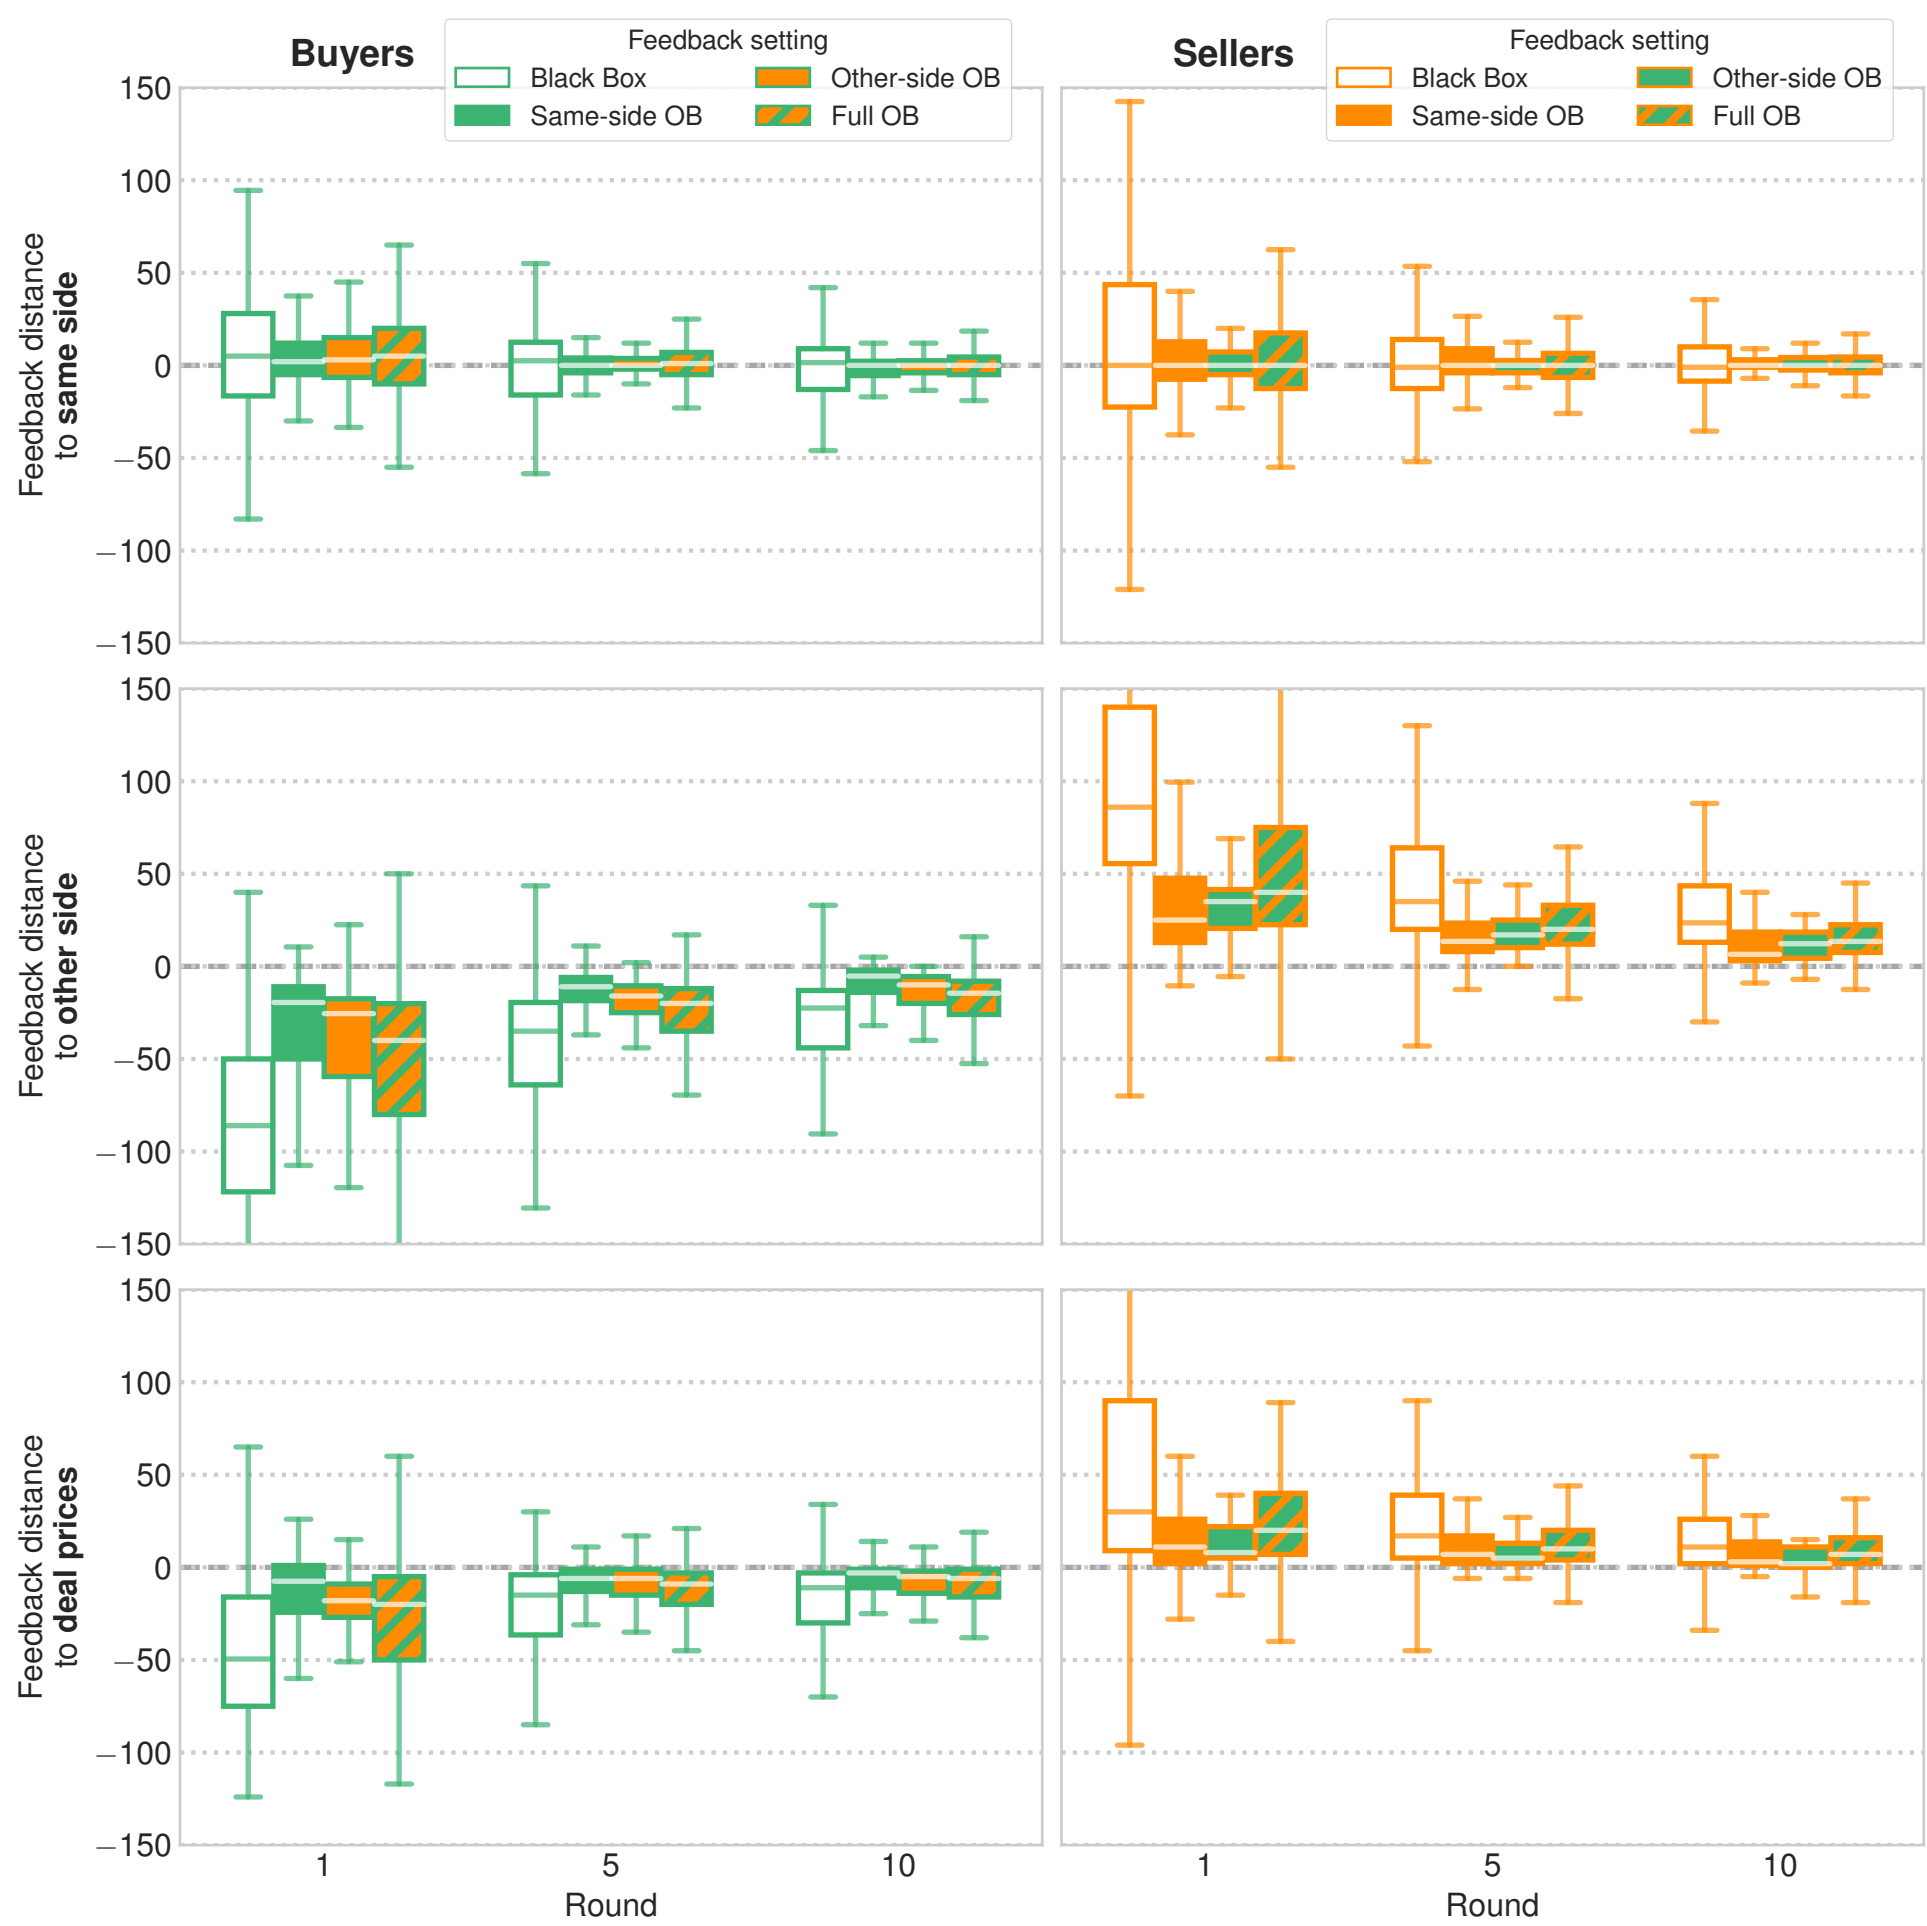 Buyers
Feedback setting
Black Box
Other-side OB
Same-side OB
Full OB
Sellers
Feedback setting
Black Box
Other-side OB
Same-side OB
Full OB
150
100
50
0
−50
−100
−150
Feedback distance
to same side
150
100
50
0
−50
−100
−150
Feedback distance
to other side
150
100
50
0
−50
−100
−150
Feedback distance
to deal prices
1
5
10
Round
1
5
10
Round